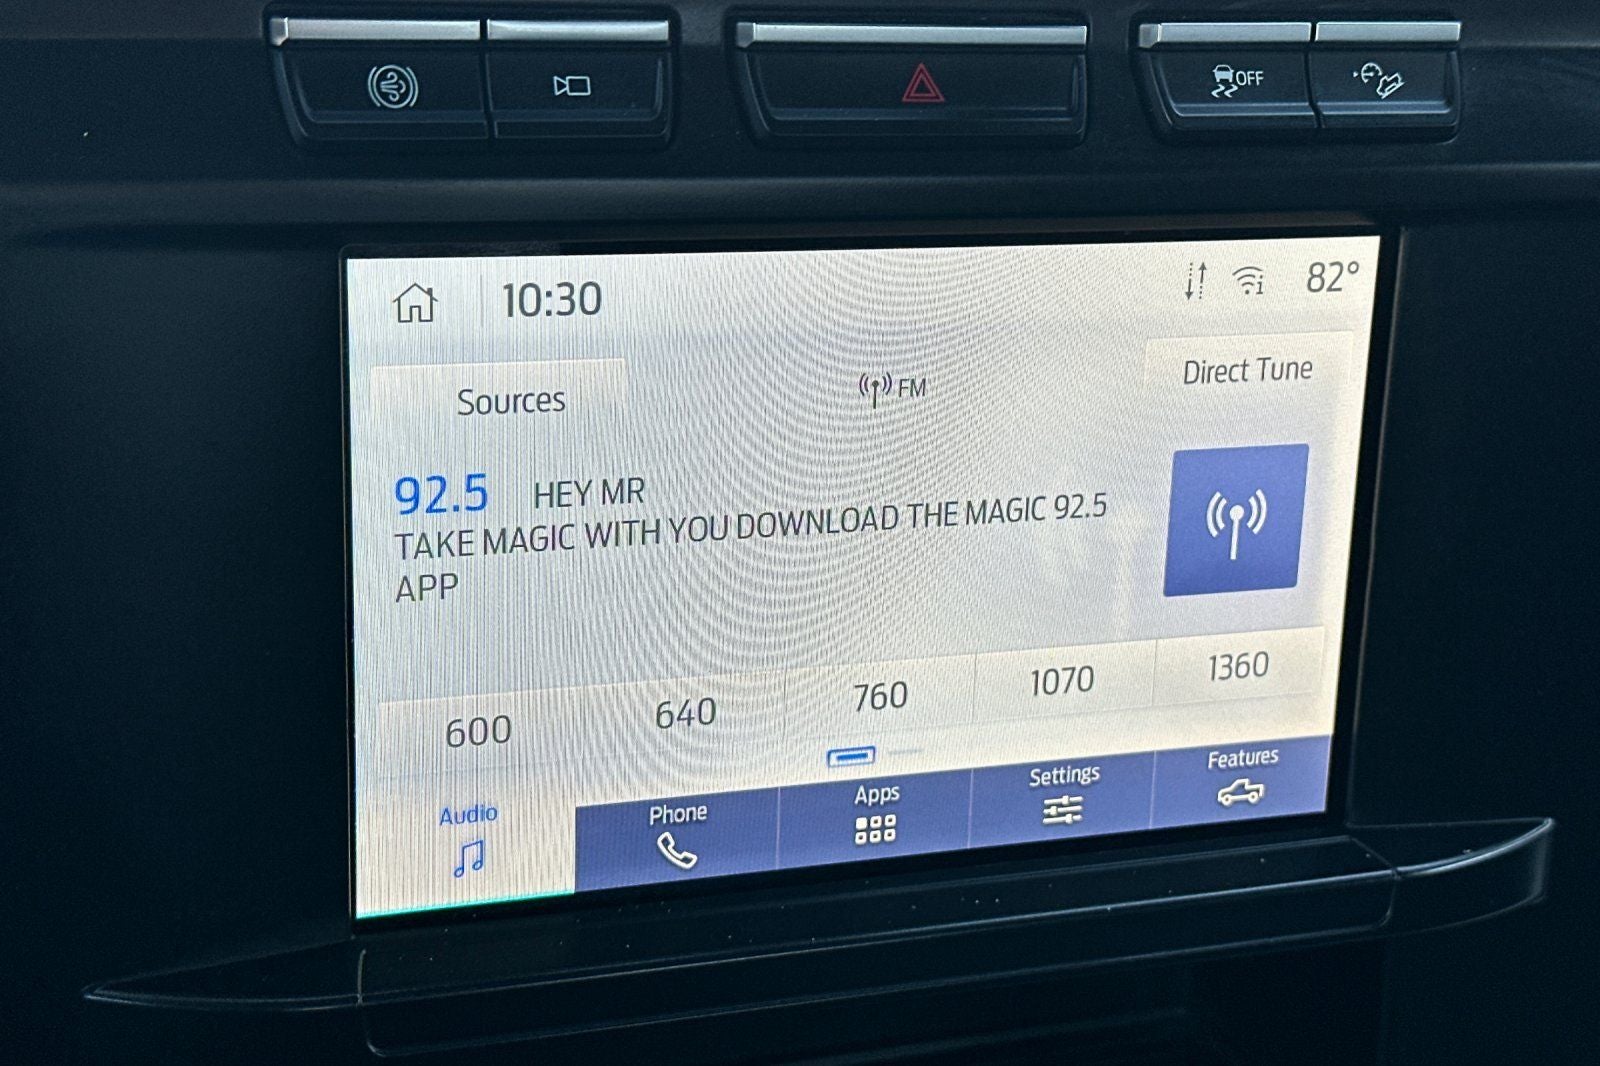 OFF
10:30
82°
Sources
FM
Direct Tune
92.5 HEY MR
TAKE MAGIC WITH YOU DOWNLOAD THE MAGIC 92.5
APP
600 640 760 1070 1360
Audio Phone Apps Settings Features